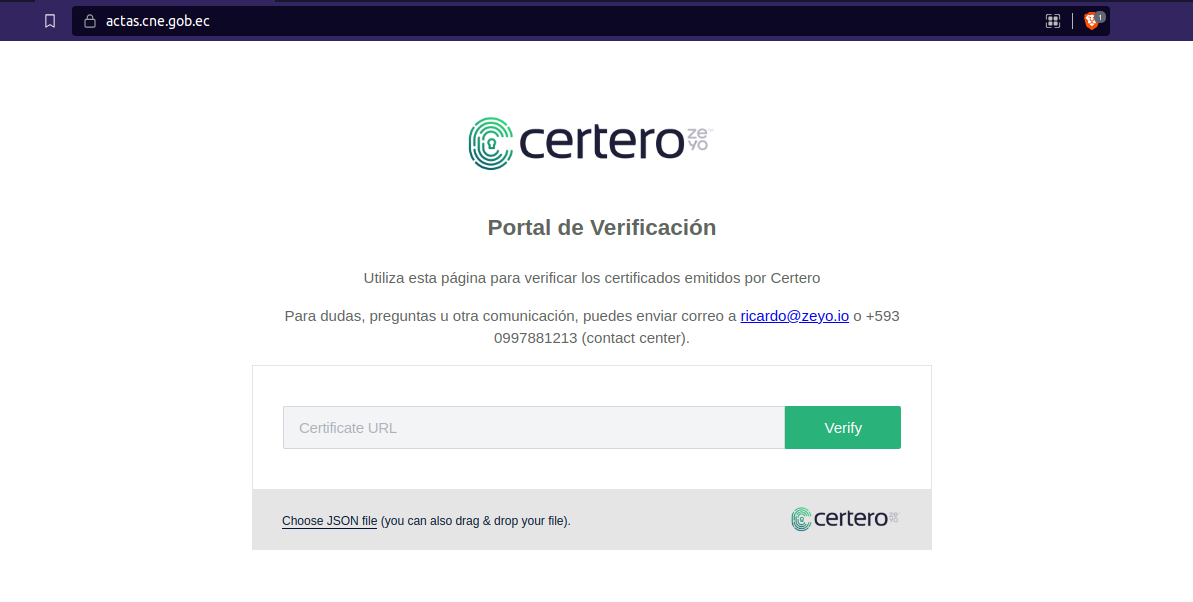 actas.cne.gob.ec
1
certero zeyo
Portal de Verificación
Utiliza esta página para verificar los certificados emitidos por Certero
Para dudas, preguntas u otra comunicación, puedes enviar correo a ricardo@zeyo.io o +593
0997881213 (contact center).
Certificate URL
Verify
Choose JSON file (you can also drag & drop your file).
certero zeyo